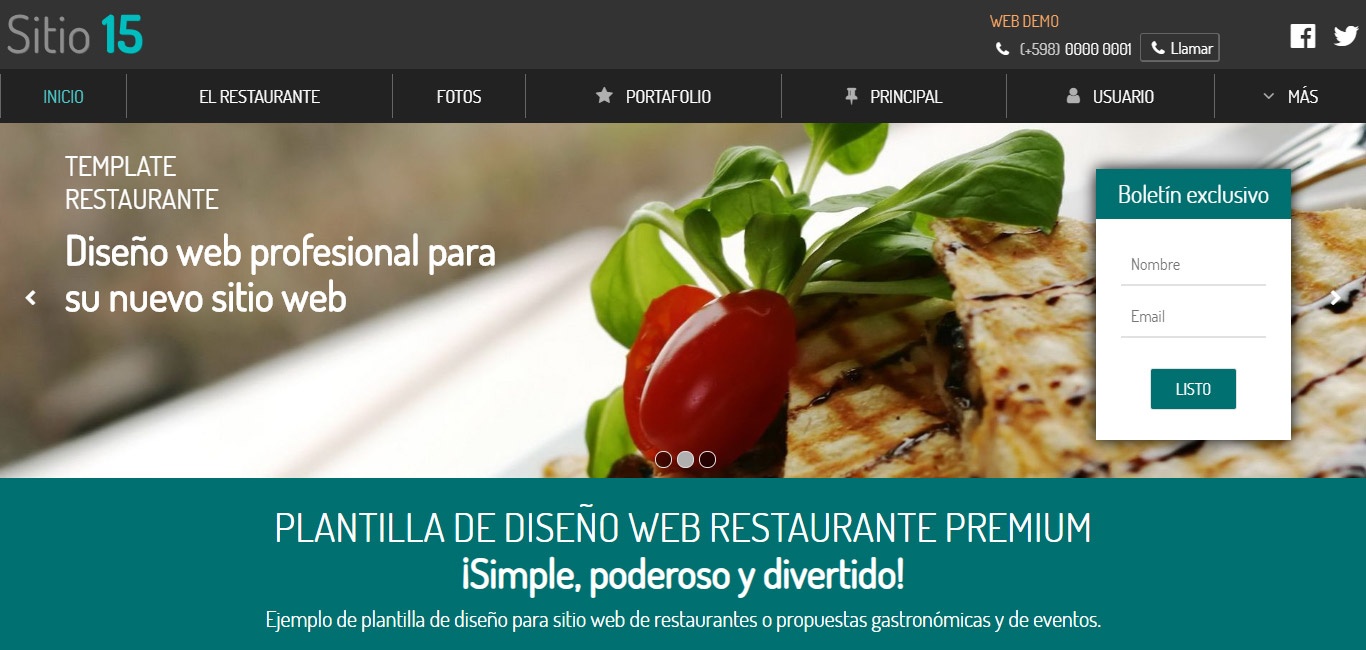 Sitio 15
WEB DEMO
(+598) 0000 0001 Llamar
INICIO EL RESTAURANTE FOTOS PORTAFOLIO PRINCIPAL USUARIO MÁS
TEMPLATE
RESTAURANTE
Diseño web profesional para
su nuevo sitio web
Boletín exclusivo
Nombre
Email
LISTO
PLANTILLA DE DISEÑO WEB RESTAURANTE PREMIUM
¡Simple, poderoso y divertido!
Ejemplo de plantilla de diseño para sitio web de restaurantes o propuestas gastronómicas y de eventos.